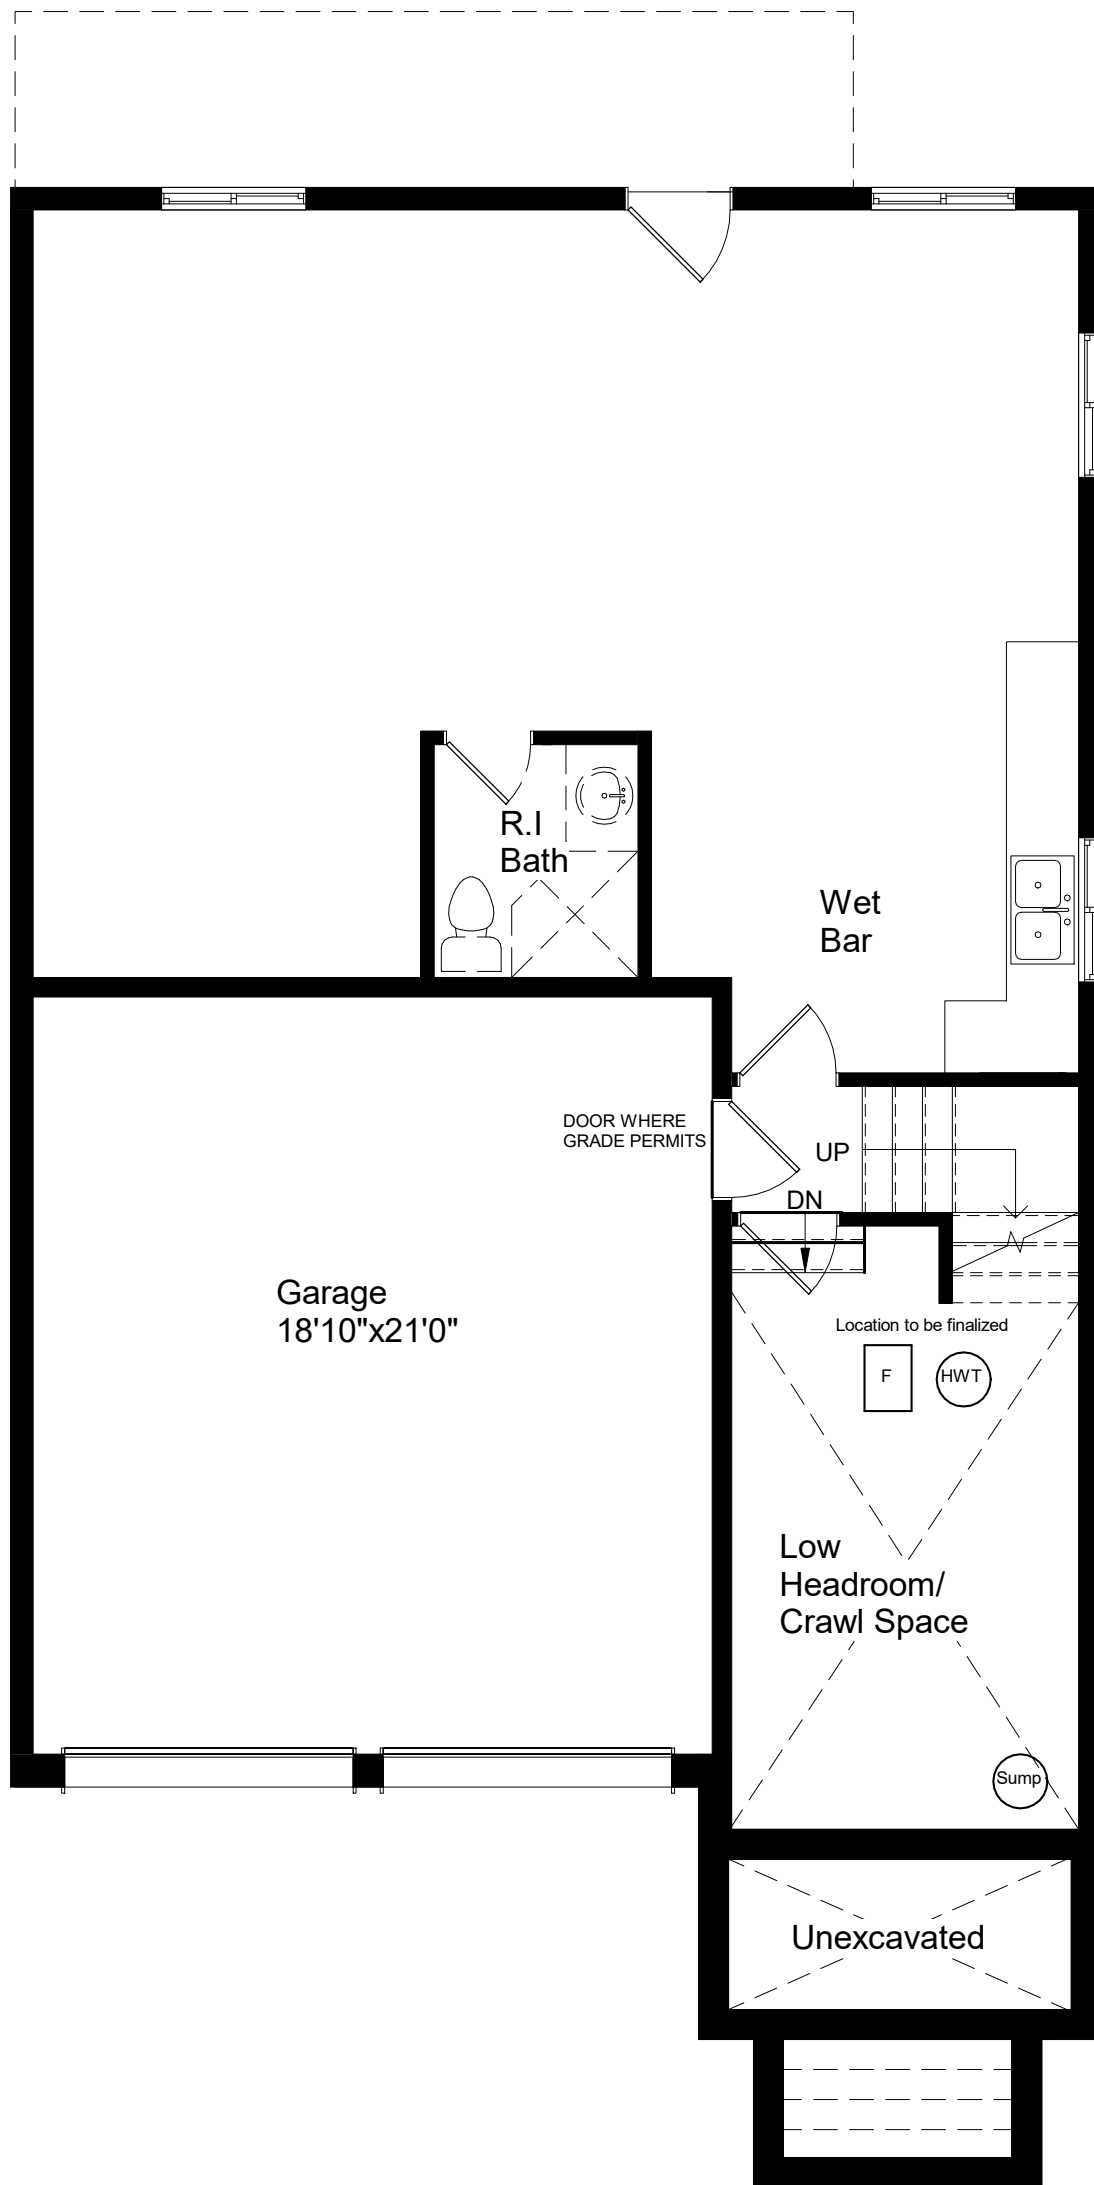 R.I
Bath
Wet
Bar
DOOR WHERE
GRADE PERMITS
UP
DN
Garage
18'10"x21'0"
Location to be finalized
F
HWT
Low
Headroom/
Crawl Space
Sump
Unexcavated